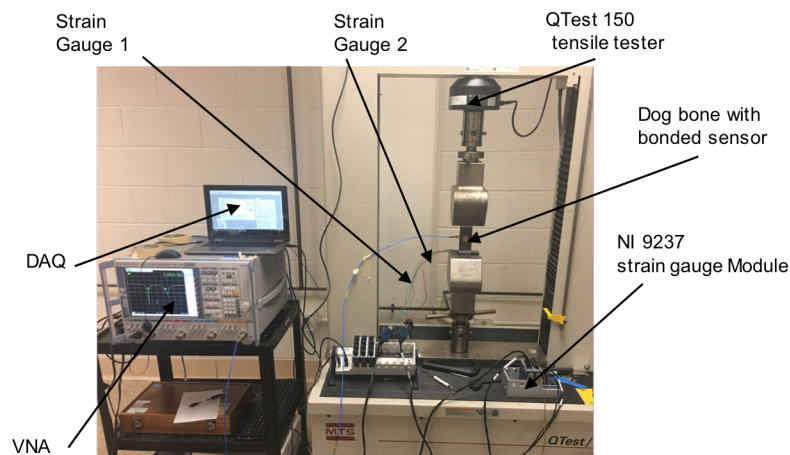 Strain
Gauge 1
Strain
Gauge 2
QTest 150
tensile tester
Dog bone with
bonded sensor
DAQ
NI 9237
strain gauge Module
VNA
MTS
QTest/